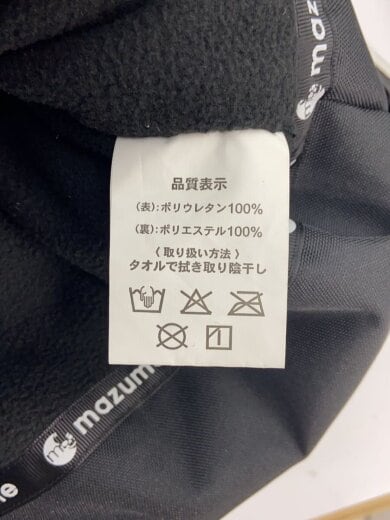 mazu
品質表示
（表）：ポリウレタン100%
（裏）：ポリエステル100%
〈 取り扱い方法 〉
タオルで拭き取り陰干し
mazume